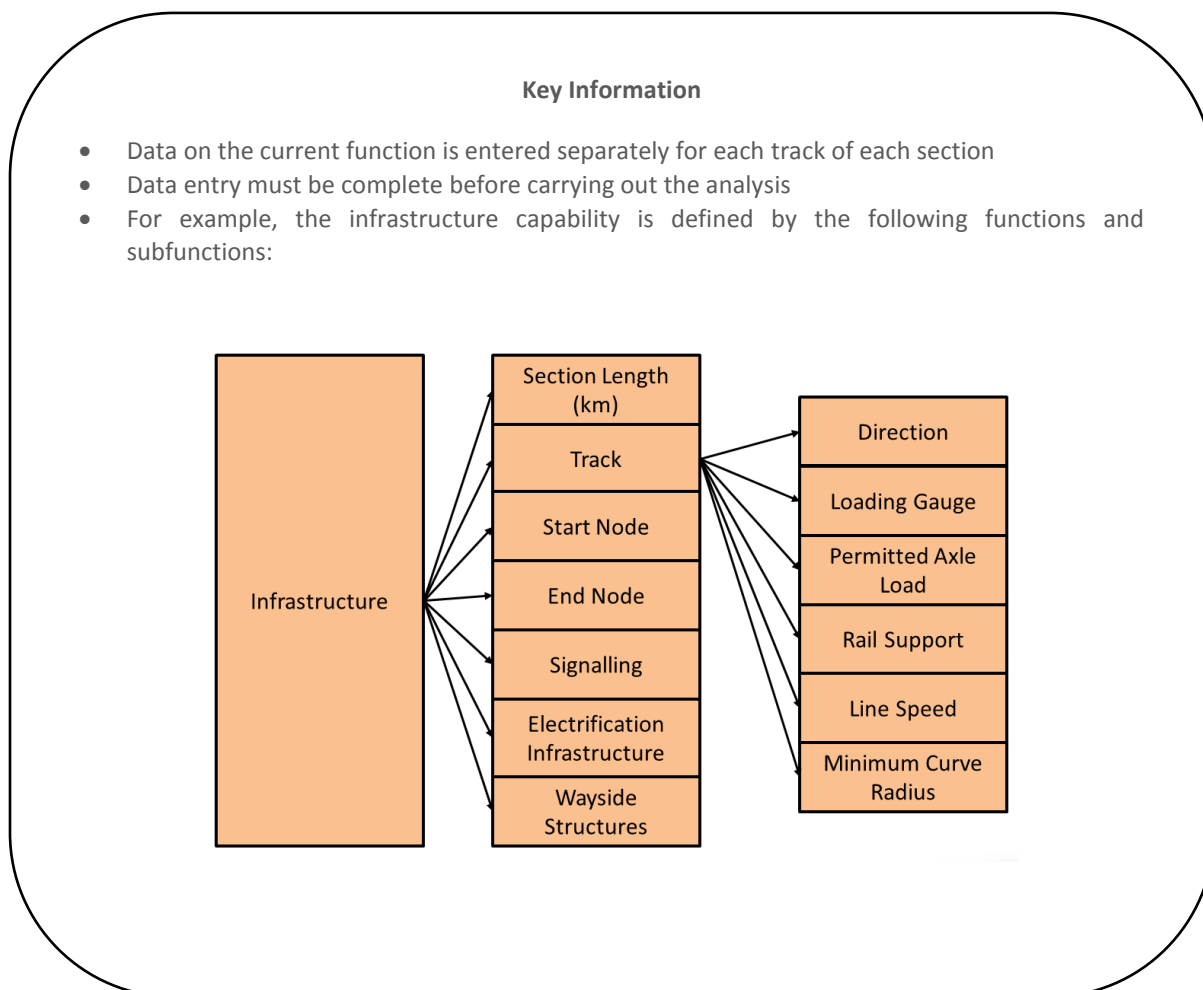 Key Information
• Data on the current function is entered separately for each track of each section
• Data entry must be complete before carrying out the analysis
• For example, the infrastructure capability is defined by the following functions and
subfunctions:
Infrastructure
Section Length
(km)
Track
Start Node
End Node
Signalling
Electrification
Infrastructure
Wayside
Structures
Direction
Loading Gauge
Permitted Axle
Load
Rail Support
Line Speed
Minimum Curve
Radius